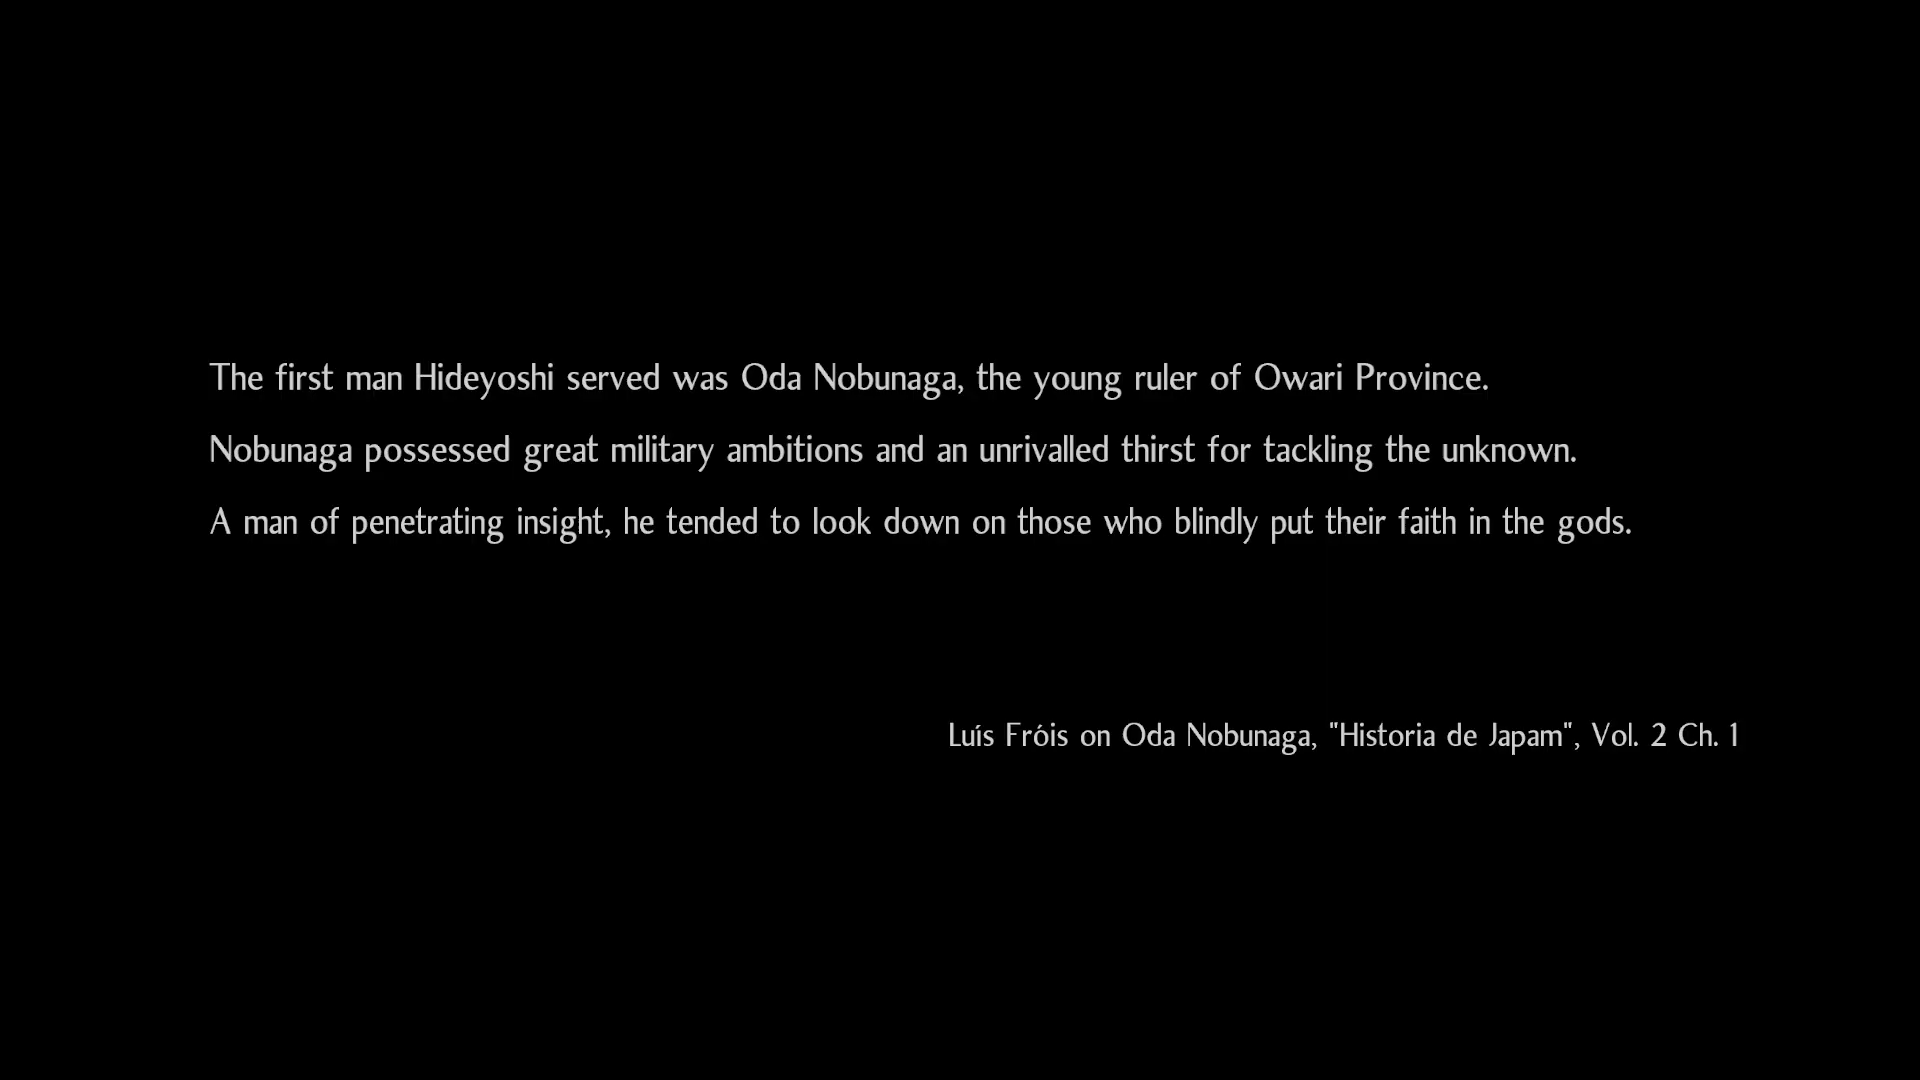 The first man Hideyoshi served was Oda Nobunaga, the young ruler of Owari Province.
Nobunaga possessed great military ambitions and an unrivalled thirst for tackling the unknown.
A man of penetrating insight, he tended to look down on those who blindly put their faith in the gods.
Luís Fróis on Oda Nobunaga, "Historia de Japam", Vol. 2 Ch. 1